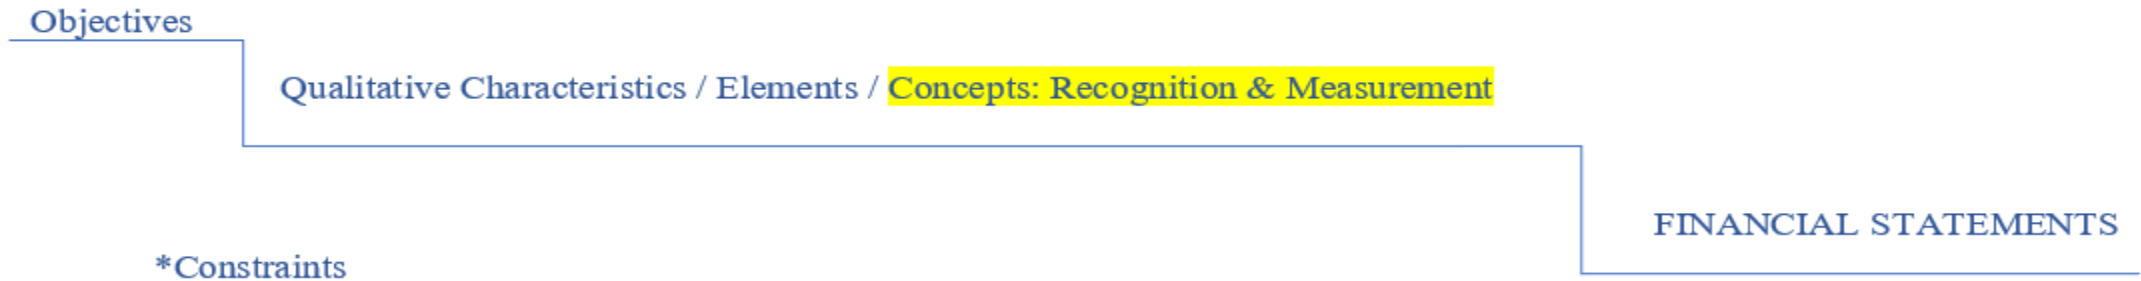 Objectives
Qualitative Characteristics / Elements / Concepts: Recognition & Measurement
FINANCIAL STATEMENTS
*Constraints